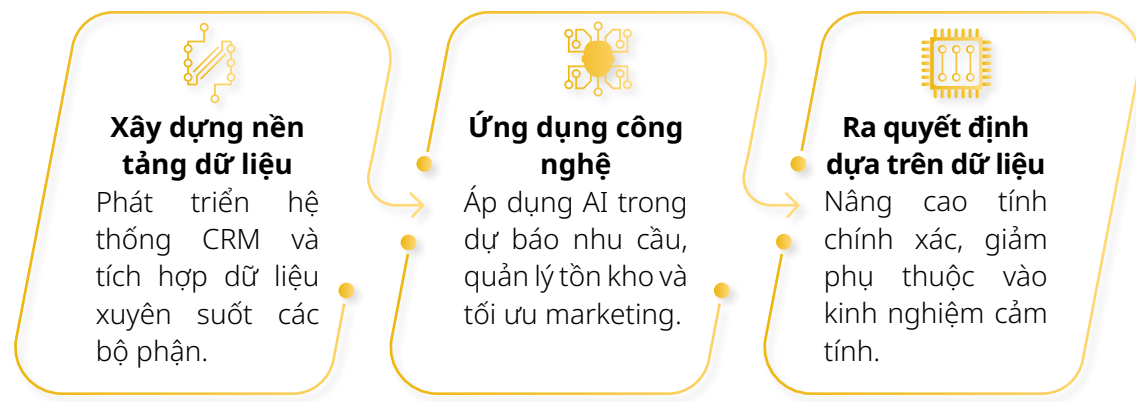 Xây dựng nền
tảng dữ liệu
Phát triển hệ
thống CRM và
tích hợp dữ liệu
xuyên suốt các
bộ phận.
Ứng dụng công
nghệ
Áp dụng AI trong
dự báo nhu cầu,
quản lý tồn kho và
tối ưu marketing.
Ra quyết định
dựa trên dữ liệu
Nâng cao tính
chính xác, giảm
phụ thuộc vào
kinh nghiệm cảm
tính.